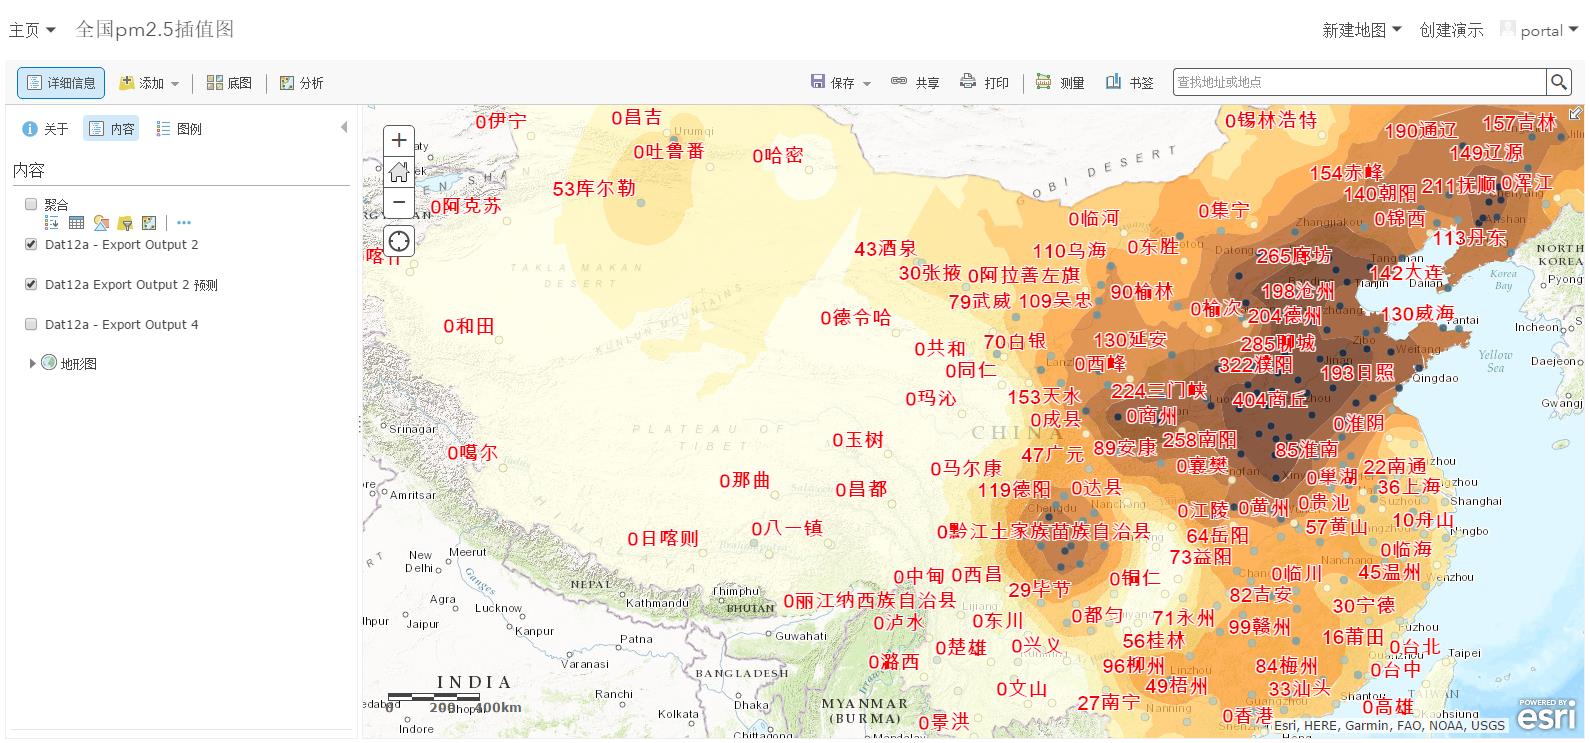 主页 全国pm2.5插值图 新建地图 创建演示 portal
详细信息 添加 底图 分析 保存 共享 打印 测量 书签 查找地址或地点
关于 内容 图例
内容
聚合
Dat12a - Export Output 2
Dat12a Export Output 2 预测
Dat12a - Export Output 4
地形图
0伊宁 0昌吉 0锡林浩特 190通辽 157吉林
Urumqi
0吐鲁番 0哈密 149辽源
GOBI DESERT
53库尔勒 154赤峰 140朝阳 211抚顺 0浑江
0阿克苏 0临河 0集宁 0锦西
Zhangjiakou Anshan
43酒泉 110乌海 0东胜 265廊坊 113丹东
Datong NORTH KOREA
TAKLA MAKAN DESERT
30张掖 0阿拉善左旗 142大连
Tianjin Dalian Korea Bay
79武威 109吴忠 90榆林 198沧州
KUNLUN MOUNTAINS
0和田 0德令哈 0榆次 204德州 130威海
Incheon
0共和 70白银 130延安 285聊城
Zibo Weifang Yellow Sea
0同仁 0西峰 322濮阳 193日照
Jinan Qingdao Daejeon
0玛沁 153天水 224三门峡 404商丘
Gwangj
0成县 0商州 0淮阴
Srinagar PLATEAU OF TIBET CHINA
0玉树 89安康 258南阳 85淮南
0噶尔 47广元
0马尔康 0襄樊 22南通
0那曲 0昌都 119德阳 0达县 0巢湖 36上海
Amritsar Shanghai
0江陵 0黄州 0贵池
Chengdu Nanchong
0日喀则 0八一镇 0黔江土家族苗族自治县 64岳阳 57黄山 10舟山
73益阳 0临海
New Delhi Meerut
0中甸 0西昌 29毕节 0铜仁 0临川 45温州
Nanchang Wenzhou
NEPAL Kathmandu Thimphu BHUTAN
Ganges
Agra Lucknow
0丽江纳西族自治县 82吉安 30宁德
Lijiang
Jaipur Kanpur
0泸水 0东川 0都匀 71永州 99赣州
Patna Guwahati
0楚雄 0兴义 56桂林 16莆田 0台北
Fuzhou Taipei
Varanasi
0潞西 96柳州 84梅州 0台中
BANGLADESH
INDIA
0文山 49梧州 33汕头
Ranchi Dhaka
27南宁 0高雄
MYANMAR (BURMA)
TAIWAN
0 200 400km
Bhopal
Kolkata
0景洪 0香港
Nanning Kaohsiung
Indore Chittagong Mandalay
Esri, HERE, Garmin, FAO, NOAA, USGS
POWERED BY
esri